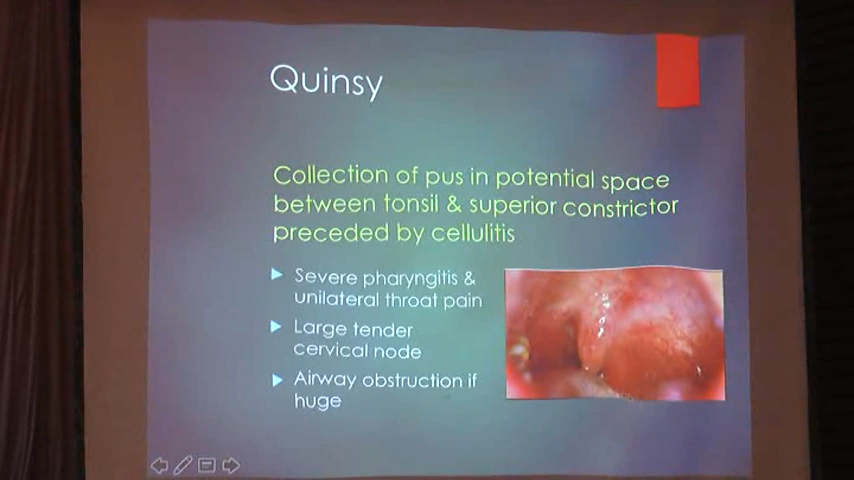 Quinsy
Collection of pus in potential space
between tonsil & superior constrictor
preceded by cellulitis
Severe pharyngitis &
unilateral throat pain
Large tender
cervical node
Airway obstruction if
huge